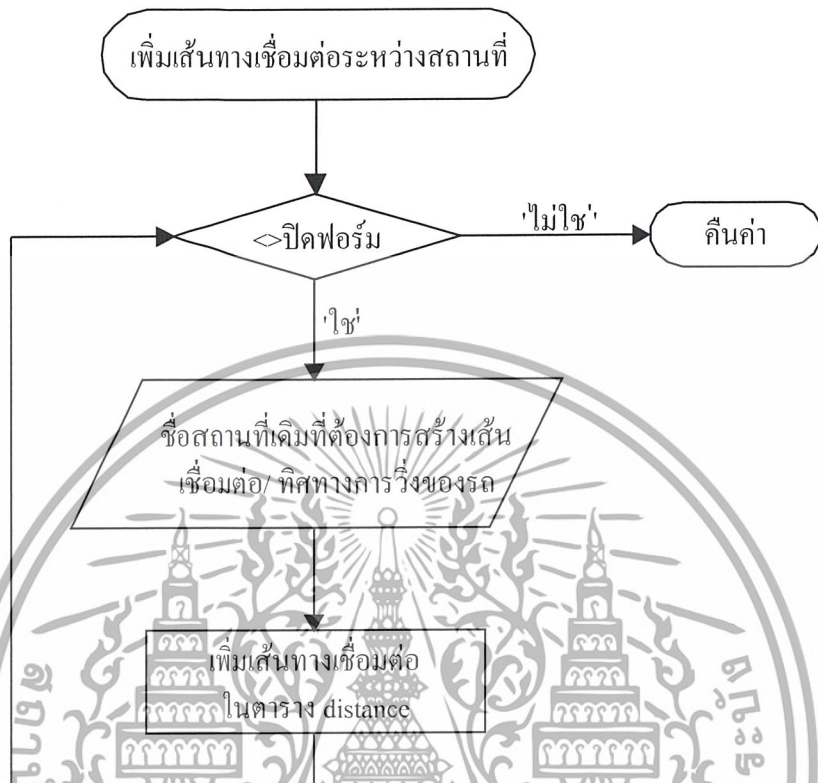 เพิ่มเส้นทางเชื่อมต่อระหว่างสถานที่
<>ปิดฟอร์ม
'ไม่ใช่'
คืนค่า
'ใช่'
ชื่อสถานที่เดิมที่ต้องการสร้างเส้น
เชื่อมต่อ/ ทิศทางการวิ่งของรถ
เพิ่มเส้นทางเชื่อมต่อ
ในตาราง distance